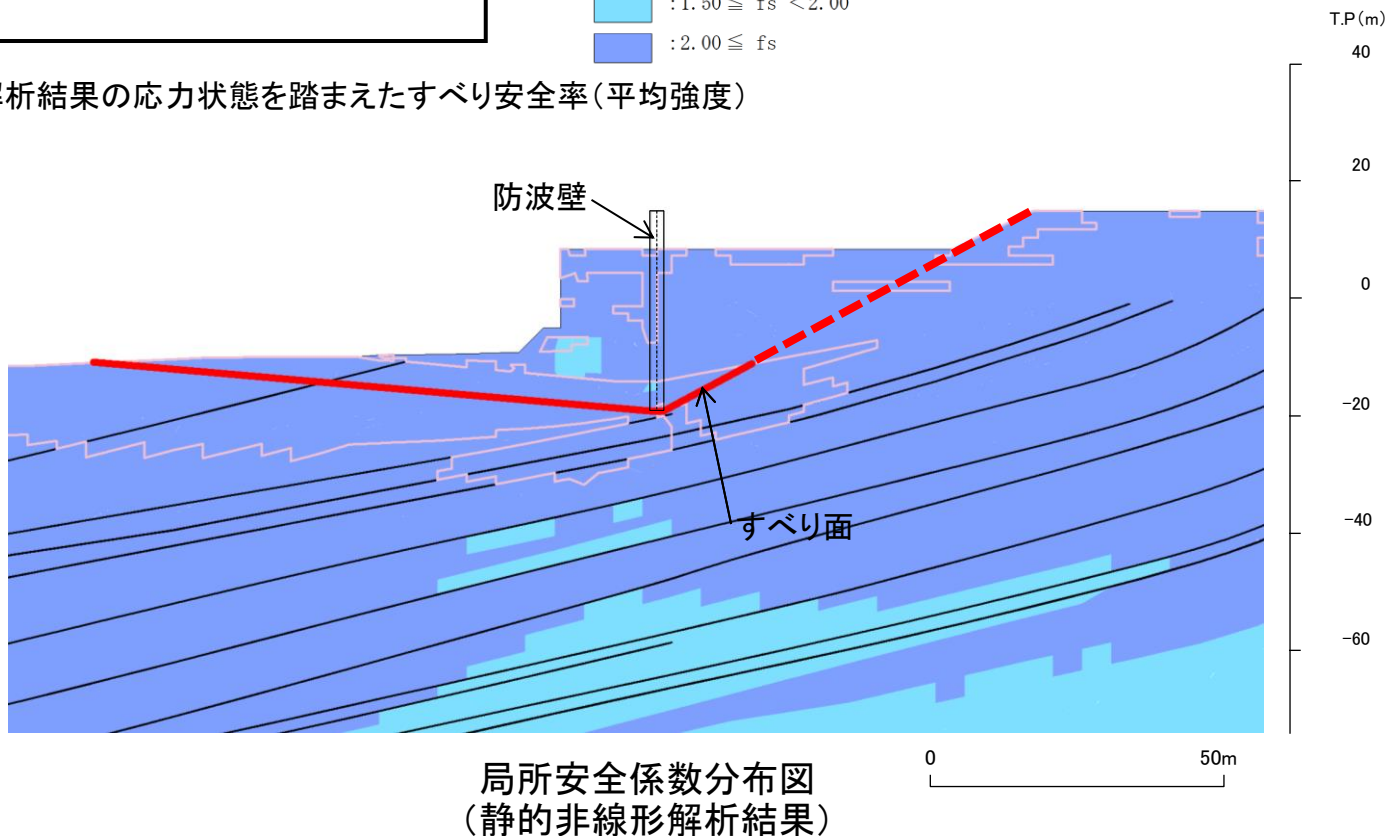 :1.50 ≦ fs <2.00
:2.00 ≦ fs
析結果の応力状態を踏まえたすべり安全率(平均強度)
T.P(m)
40
20
0
-20
-40
-60
防波壁
すべり面
0
50m
局所安全係数分布図
(静的非線形解析結果)